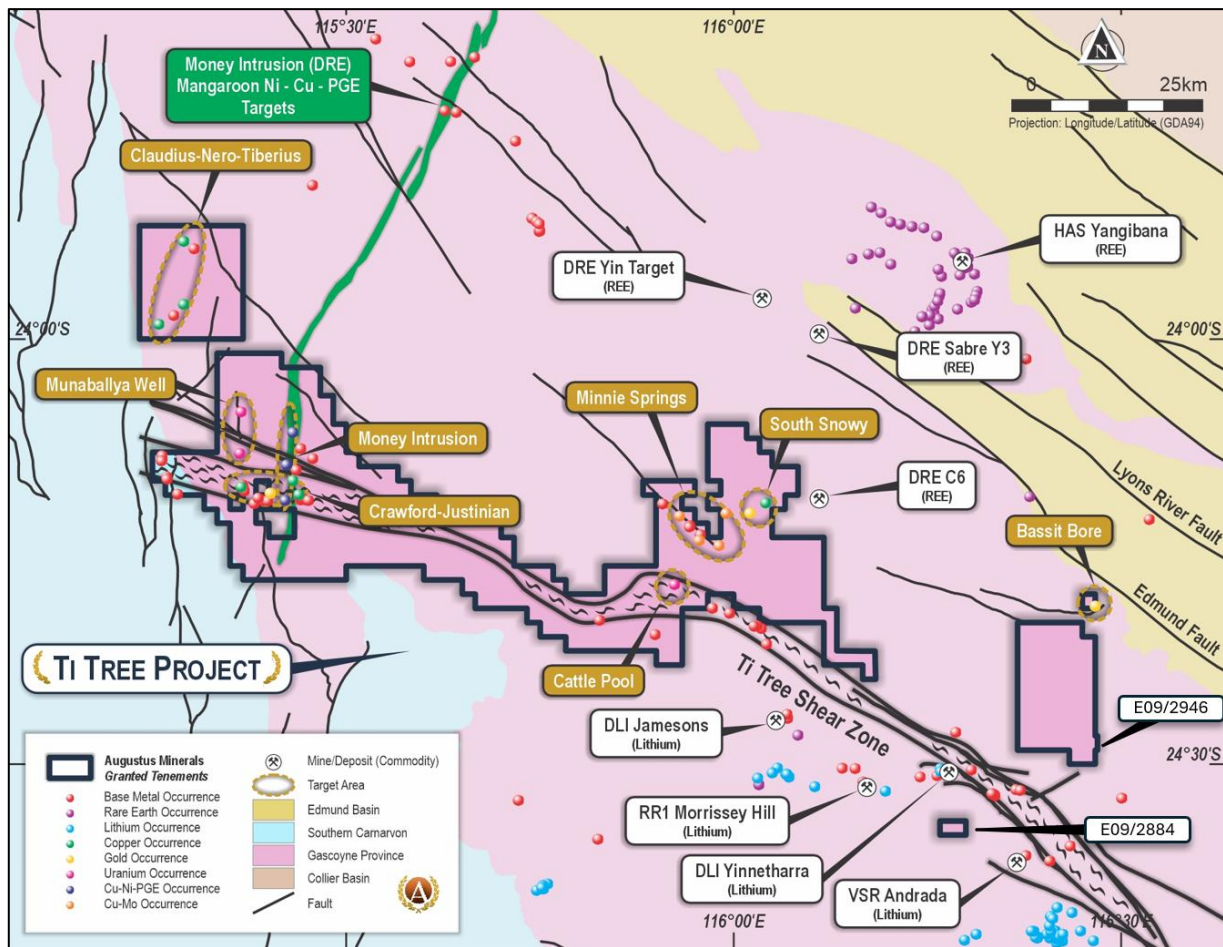 115°30'E
116°00'E
N
0 25km
Projection: Longitude/Latitude (GDA94)
Money Intrusion (DRE)
Mangaroon Ni - Cu - PGE
Targets
Claudius-Nero-Tiberius
HAS Yangibana
(REE)
DRE Yin Target
(REE)
24°00'S
24°00'S
DRE Sabre Y3
(REE)
Munaballya Well
Minnie Springs
South Snowy
Money Intrusion
DRE C6
(REE)
Lyons River Fault
Crawford-Justinian
Bassit Bore
Edmund Fault
TI TREE PROJECT
Cattle Pool
Ti Tree Shear Zone
E09/2946
DLI Jamesons
(Lithium)
24°30'S
RR1 Morrissey Hill
(Lithium)
E09/2884
DLI Yinnetharra
(Lithium)
VSR Andrada
(Lithium)
116°00'E
116°30'E
Augustus Minerals
Granted Tenements
Base Metal Occurrence
Rare Earth Occurrence
Lithium Occurrence
Copper Occurrence
Gold Occurrence
Uranium Occurrence
Cu-Ni-PGE Occurrence
Cu-Mo Occurrence
Mine/Deposit (Commodity)
Target Area
Edmund Basin
Southern Carnarvon
Gascoyne Province
Collier Basin
Fault
A